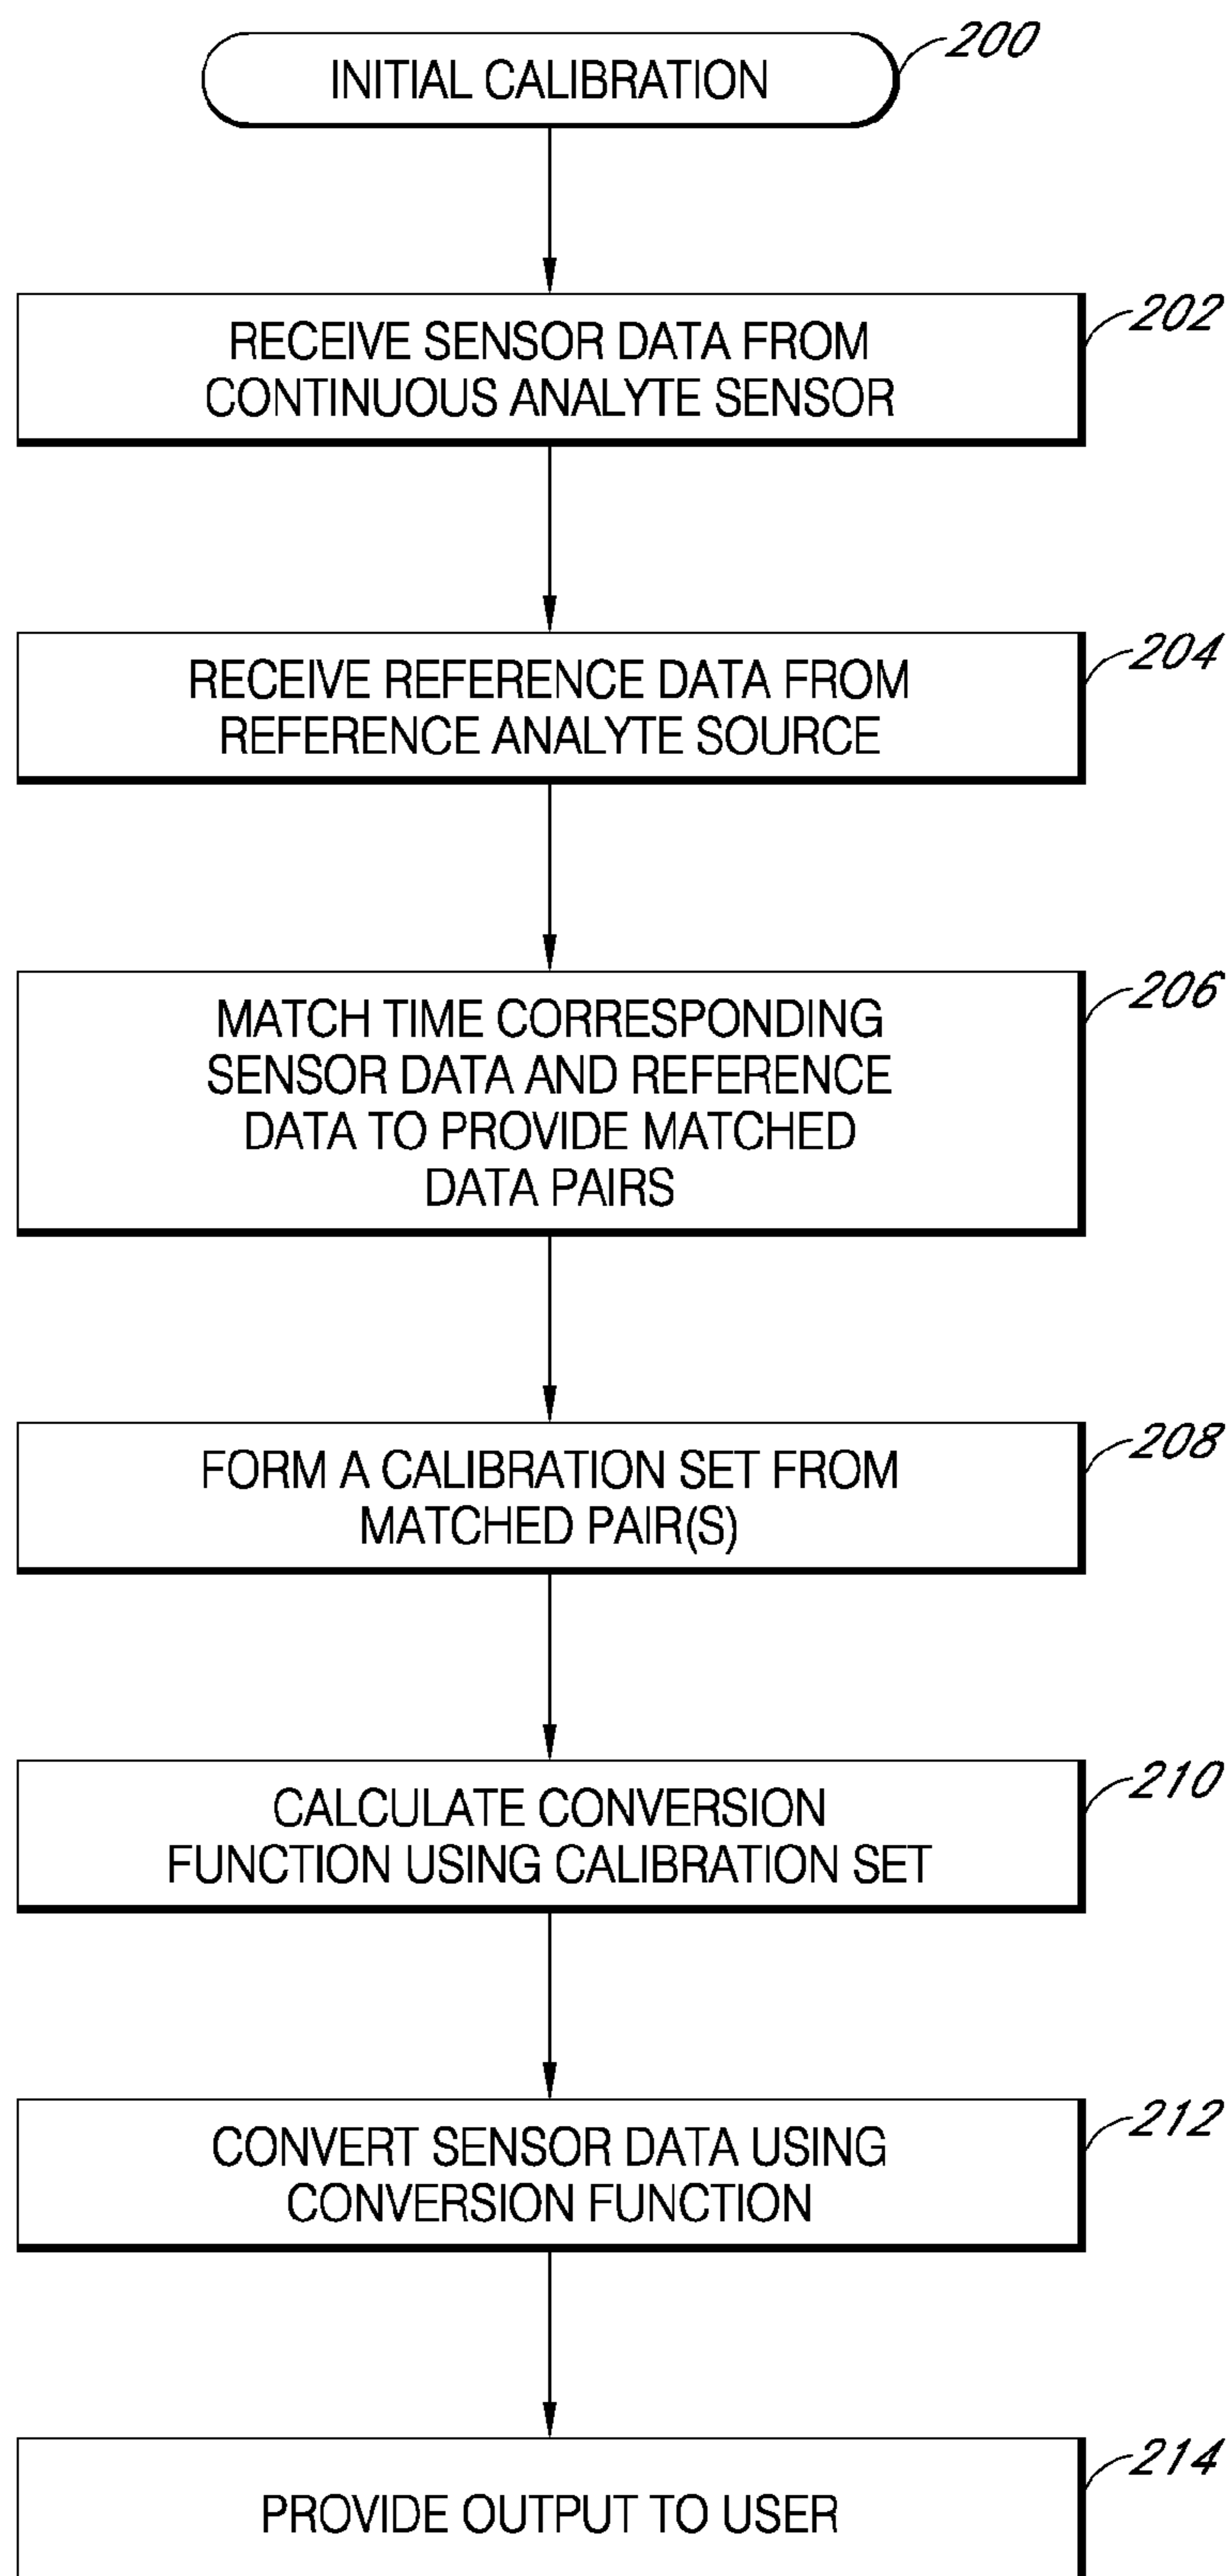 INITIAL CALIBRATION
200
RECEIVE SENSOR DATA FROM
CONTINUOUS ANALYTE SENSOR
202
RECEIVE REFERENCE DATA FROM
REFERENCE ANALYTE SOURCE
204
MATCH TIME CORRESPONDING
SENSOR DATA AND REFERENCE
DATA TO PROVIDE MATCHED
DATA PAIRS
206
FORM A CALIBRATION SET FROM
MATCHED PAIR(S)
208
CALCULATE CONVERSION
FUNCTION USING CALIBRATION SET
210
CONVERT SENSOR DATA USING
CONVERSION FUNCTION
212
PROVIDE OUTPUT TO USER
214